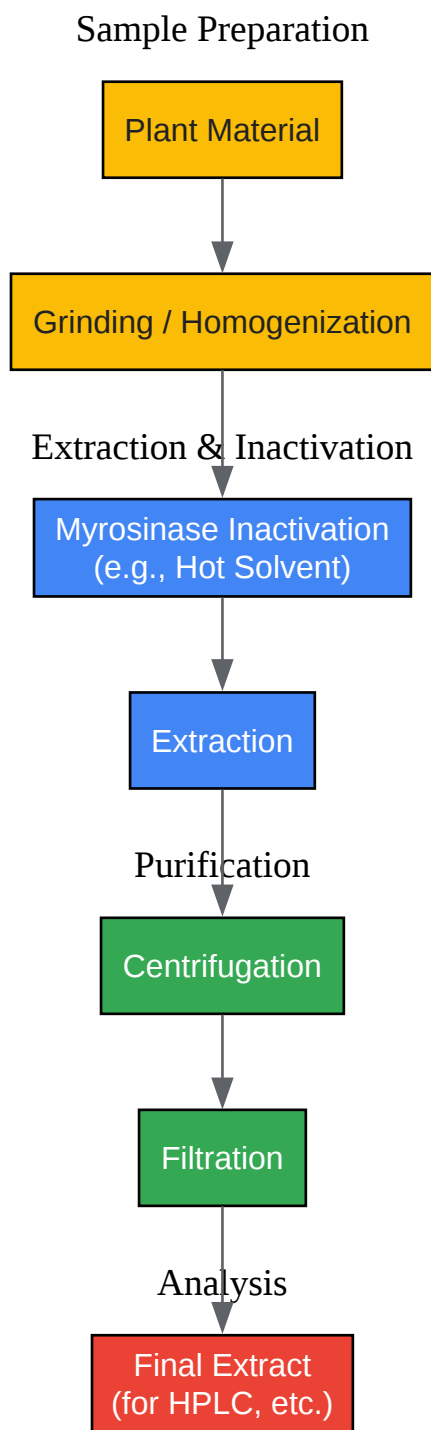 Sample Preparation
Plant Material
Grinding / Homogenization
Extraction & Inactivation
Myrosinase Inactivation
(e.g., Hot Solvent)
Extraction
Purification
Centrifugation
Filtration
Analysis
Final Extract
(for HPLC, etc.)